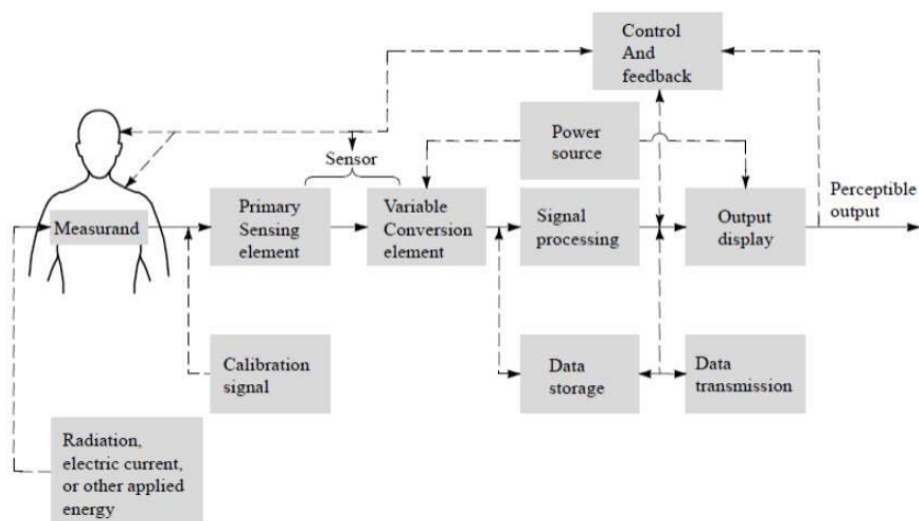 Control
And
feedback
Power
source
Sensor
Perceptible
output
Measurand
Primary
Sensing
element
Variable
Conversion
element
Signal
processing
Output
display
Calibration
signal
Data
storage
Data
transmission
Radiation,
electric current,
or other applied
energy